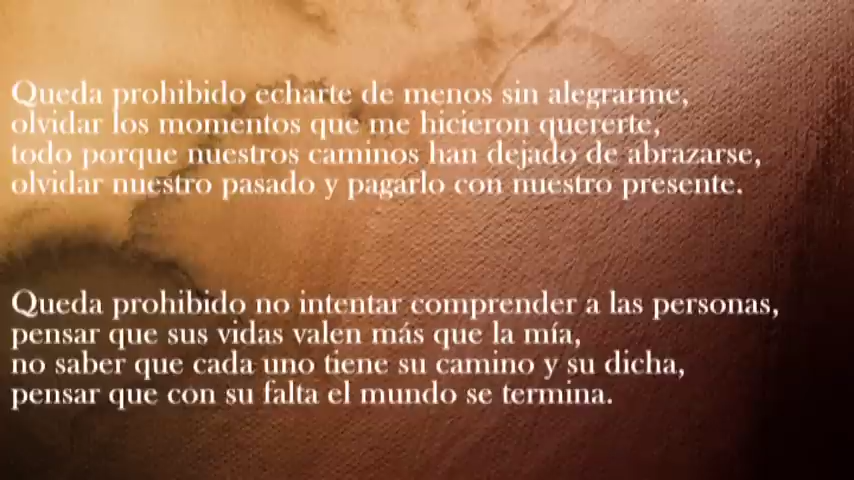 Queda prohibido echarte de menos sin alegrarme,
olvidar los momentos que me hicieron quererte,
todo porque nuestros caminos han dejado de abrazarse,
olvidar nuestro pasado y pagarlo con nuestro presente.
Queda prohibido no intentar comprender a las personas,
pensar que sus vidas valen más que la mía,
no saber que cada uno tiene su camino y su dicha,
pensar que con su falta el mundo se termina.